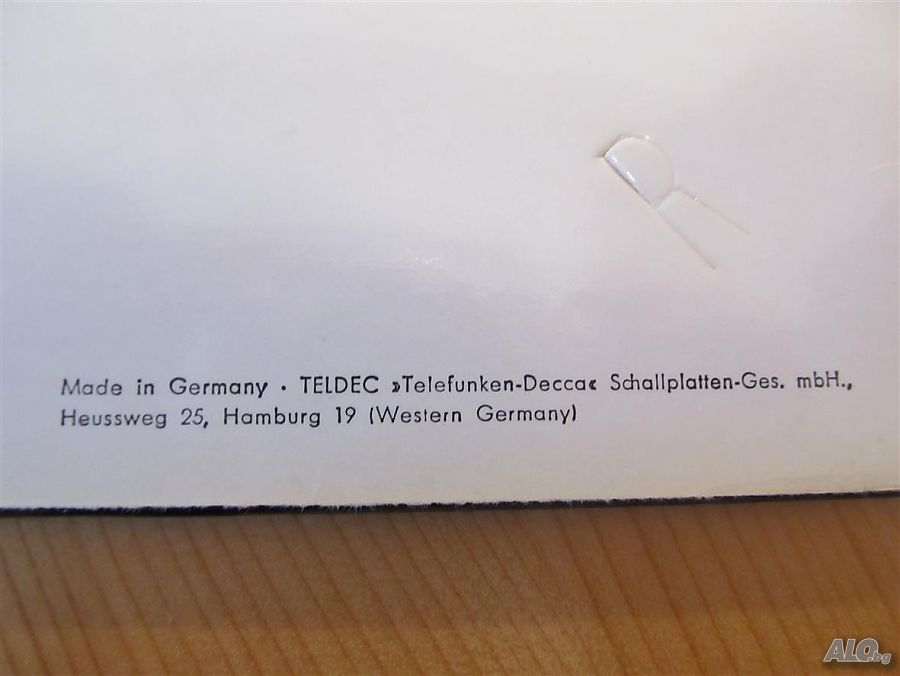 Made in Germany · TELDEC »Telefunken-Decca« Schallplatten-Ges. mbH.,
Heussweg 25, Hamburg 19 (Western Germany)
ALO.bg